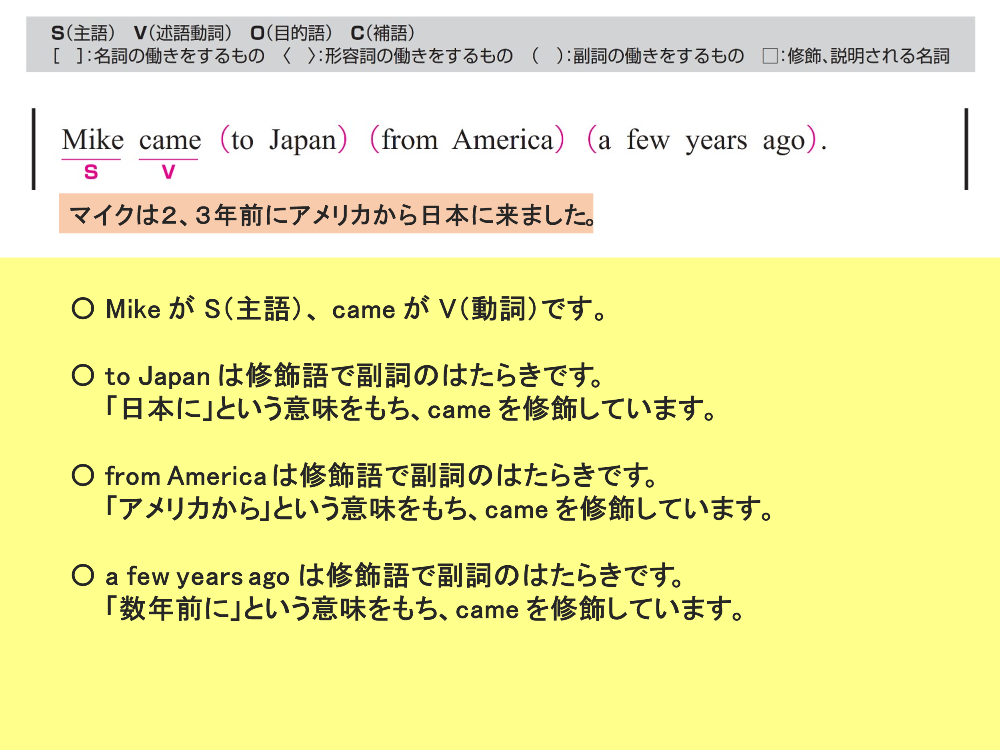 S(主語) V(述語動詞) O(目的語) C(補語)
[ ]:名詞の働きをするもの 〈 〉:形容詞の働きをするもの ( ):副詞の働きをするもの □:修飾、説明される名詞
Mike came (to Japan) (from America) (a few years ago).
S V
マイクは２、３年前にアメリカから日本に来ました。
○ Mike が S(主語)、came が V(動詞)です。
○ to Japan は修飾語で副詞のはたらきです。
「日本に」という意味をもち、came を修飾しています。
○ from America は修飾語で副詞のはたらきです。
「アメリカから」という意味をもち、came を修飾しています。
○ a few years ago は修飾語で副詞のはたらきです。
「数年前に」という意味をもち、came を修飾しています。